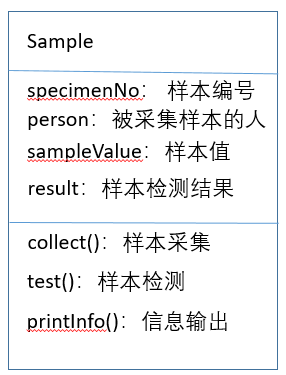 Sample
specimenNo： 样本编号
person：被采集样本的人
sampleValue：样本值
result：样本检测结果
collect()：样本采集
test()：样本检测
printInfo()：信息输出